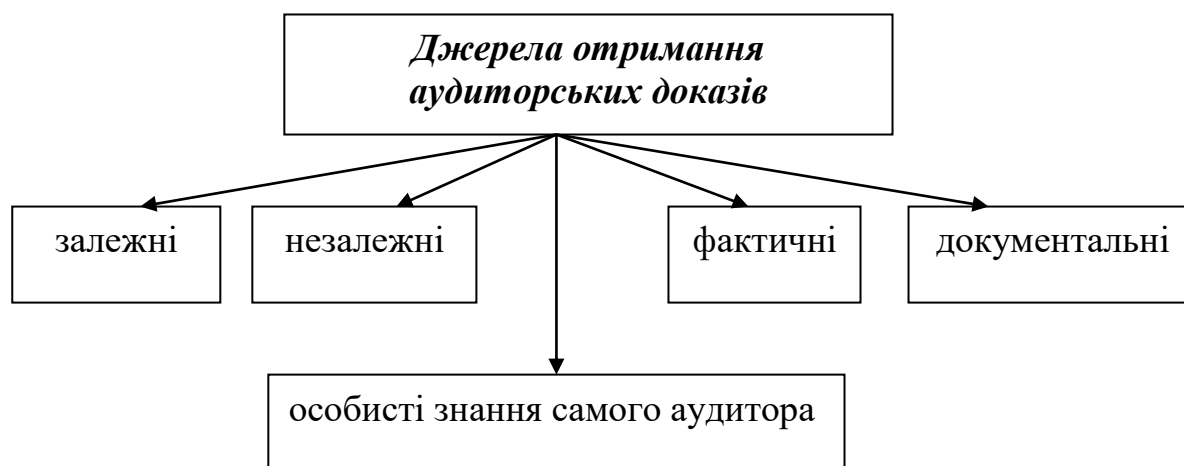 Джерела отримання
аудиторських доказів
залежні
незалежні
фактичні
документальні
особисті знання самого аудитора